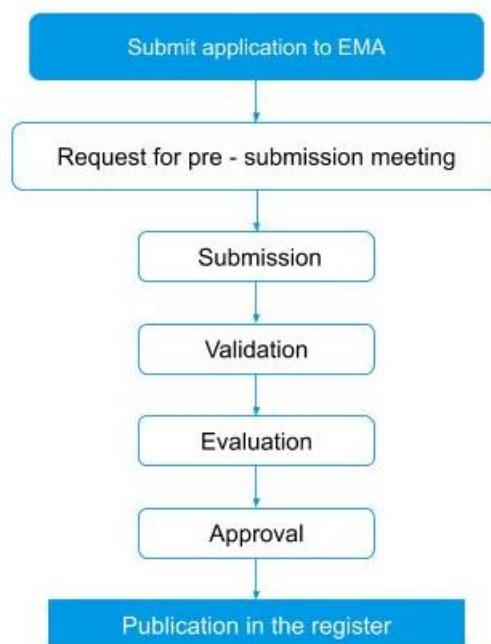 Submit application to EMA
Request for pre - submission meeting
Submission
Validation
Evaluation
Approval
Publication in the register